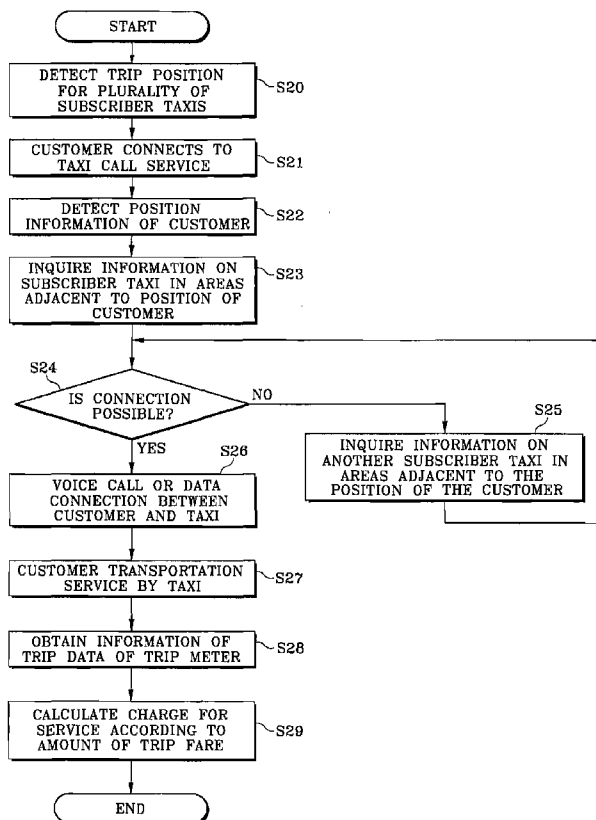 START
DETECT TRIP POSITION
FOR PLURALITY OF
SUBSCRIBER TAXIS
S20
CUSTOMER CONNECTS TO
TAXI CALL SERVICE
S21
DETECT POSITION
INFORMATION OF CUSTOMER
S22
INQUIRE INFORMATION ON
SUBSCRIBER TAXI IN AREAS
ADJACENT TO POSITION OF
CUSTOMER
S23
S24
IS CONNECTION
POSSIBLE?
NO
YES
S25
INQUIRE INFORMATION ON
ANOTHER SUBSCRIBER TAXI IN
AREAS ADJACENT TO THE
POSITION OF THE CUSTOMER
S26
VOICE CALL OR DATA
CONNECTION BETWEEN
CUSTOMER AND TAXI
CUSTOMER TRANSPORTATION
SERVICE BY TAXI
S27
OBTAIN INFORMATION OF
TRIP DATA OF TRIP METER
S28
CALCULATE CHARGE FOR
SERVICE ACCORDING TO
AMOUNT OF TRIP FARE
S29
END